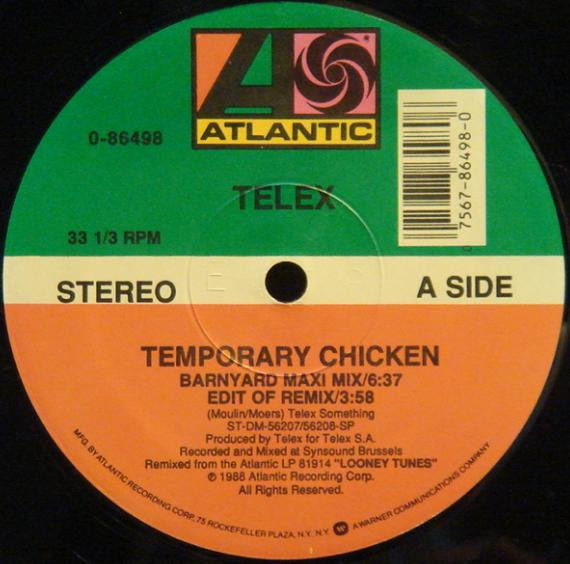 ATLANTIC
0-86498
0 7567-86498-0
TELEX
33 1/3 RPM
STEREO
A SIDE
TEMPORARY CHICKEN
BARNYARD MAXI MIX/6:37
EDIT OF REMIX/3:58
(Moulin/Moers) Telex Something
ST-DM-56207/56208-SP
Produced by Telex for Telex S.A.
Recorded and Mixed at Synsound Brussels
Remixed from the Atlantic LP 81914 "LOONEY TUNES"
℗ 1988 Atlantic Recording Corp.
All Rights Reserved.
MFG. BY ATLANTIC RECORDING CORP. 75 ROCKEFELLER PLAZA, N.Y. N.Y. A WARNER COMMUNICATIONS COMPANY